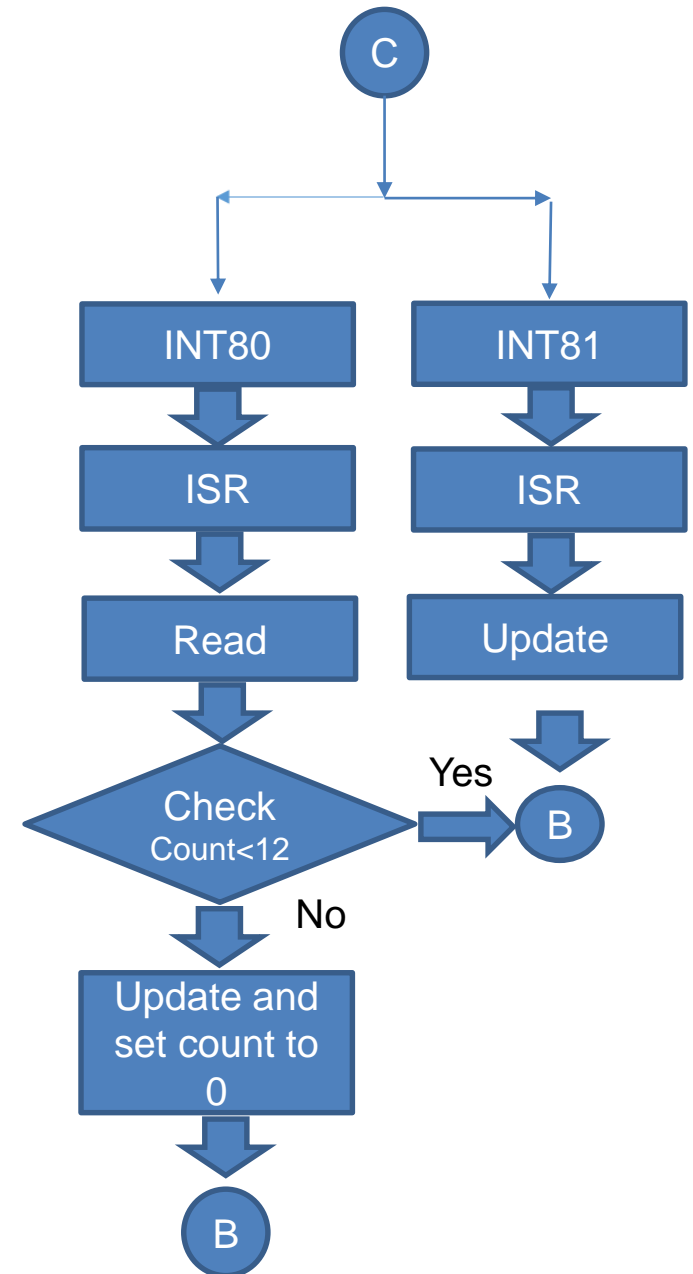 C
INT80
INT81
ISR
ISR
Read
Update
Check
Count<12
Yes
B
No
Update and
set count to
0
B